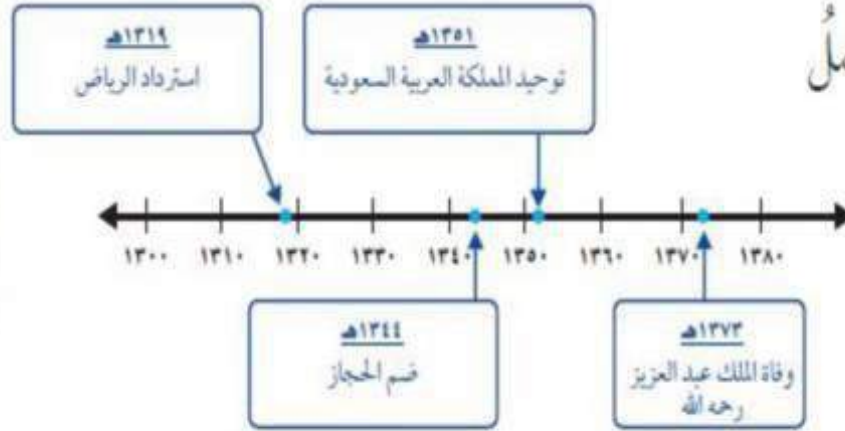 ١٣١٩هـ
استرداد الرياض
١٣٥١هـ
توحيد المملكة العربية السعودية
١٣٠٠ ١٣١٠ ١٣٢٠ ١٣٣٠ ١٣٤٠ ١٣٥٠ ١٣٦٠ ١٣٧٠ ١٣٨٠
١٣٤٤هـ
ضم الحجاز
١٣٧٣هـ
وفاة الملك عبد العزيز
رحمه الله